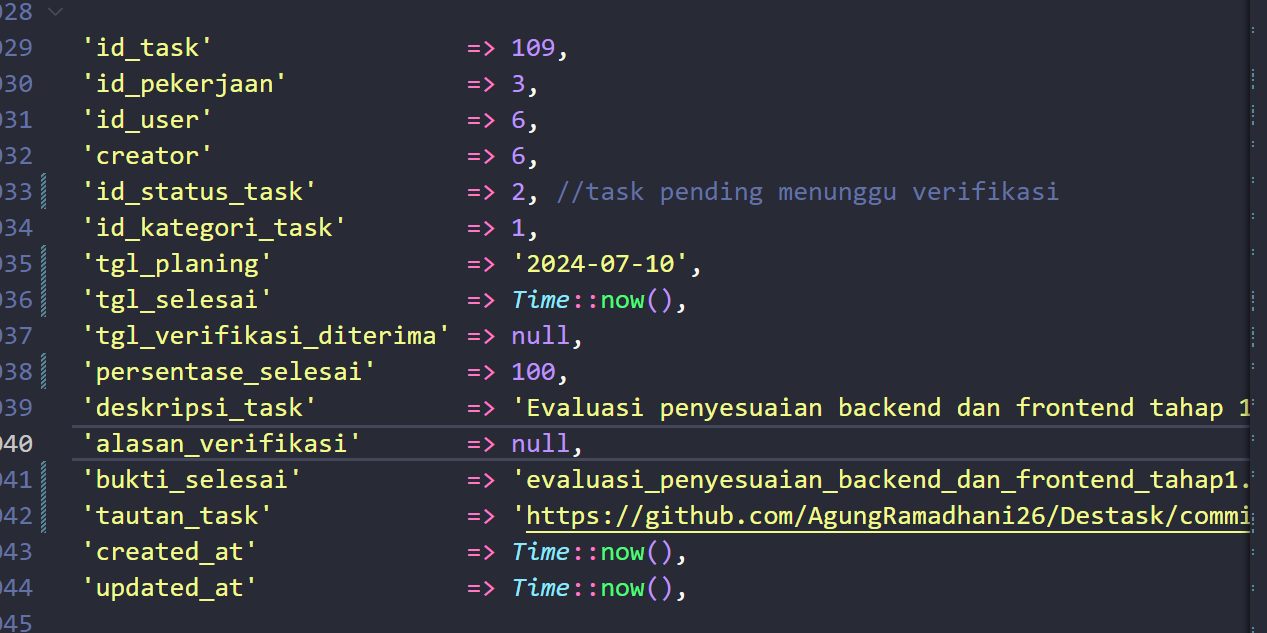 028
029 'id_task' => 109,
030 'id_pekerjaan' => 3,
031 'id_user' => 6,
032 'creator' => 6,
033 'id_status_task' => 2, //task pending menunggu verifikasi
034 'id_kategori_task' => 1,
035 'tgl_planing' => '2024-07-10',
036 'tgl_selesai' => Time::now(),
037 'tgl_verifikasi_diterima' => null,
038 'persentase_selesai' => 100,
039 'deskripsi_task' => 'Evaluasi penyesuaian backend dan frontend tahap 1
040 'alasan_verifikasi' => null,
041 'bukti_selesai' => 'evaluasi_penyesuaian_backend_dan_frontend_tahap1.
042 'tautan_task' => 'https://github.com/AgungRamadhani26/Destask/commi
043 'created_at' => Time::now(),
044 'updated_at' => Time::now(),
045